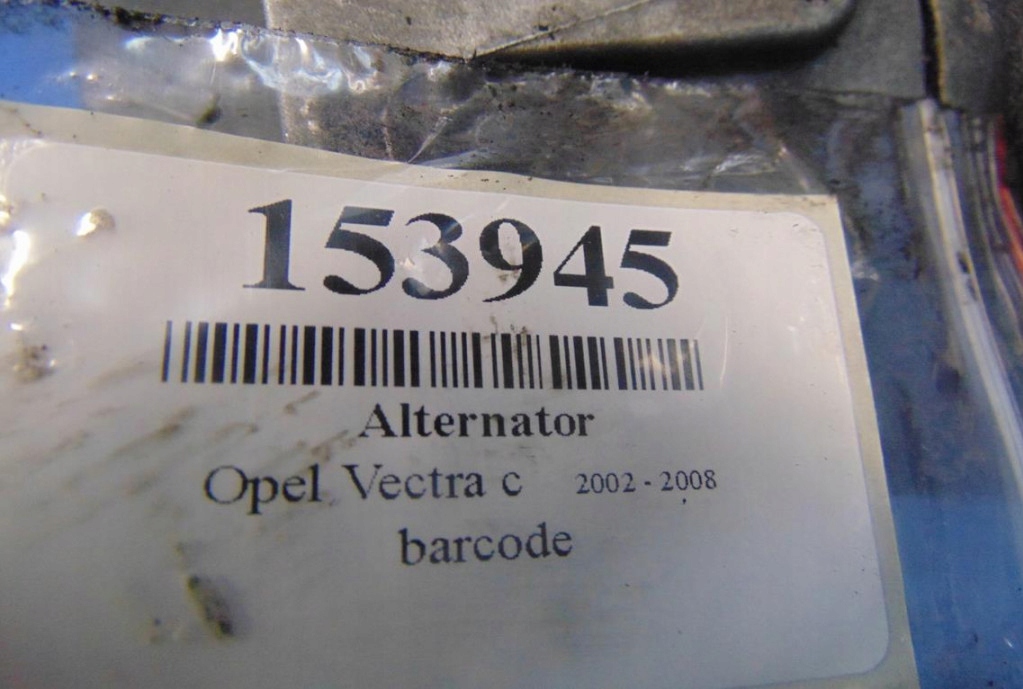 153945
Alternator
Opel Vectra c 2002 - 2008
barcode